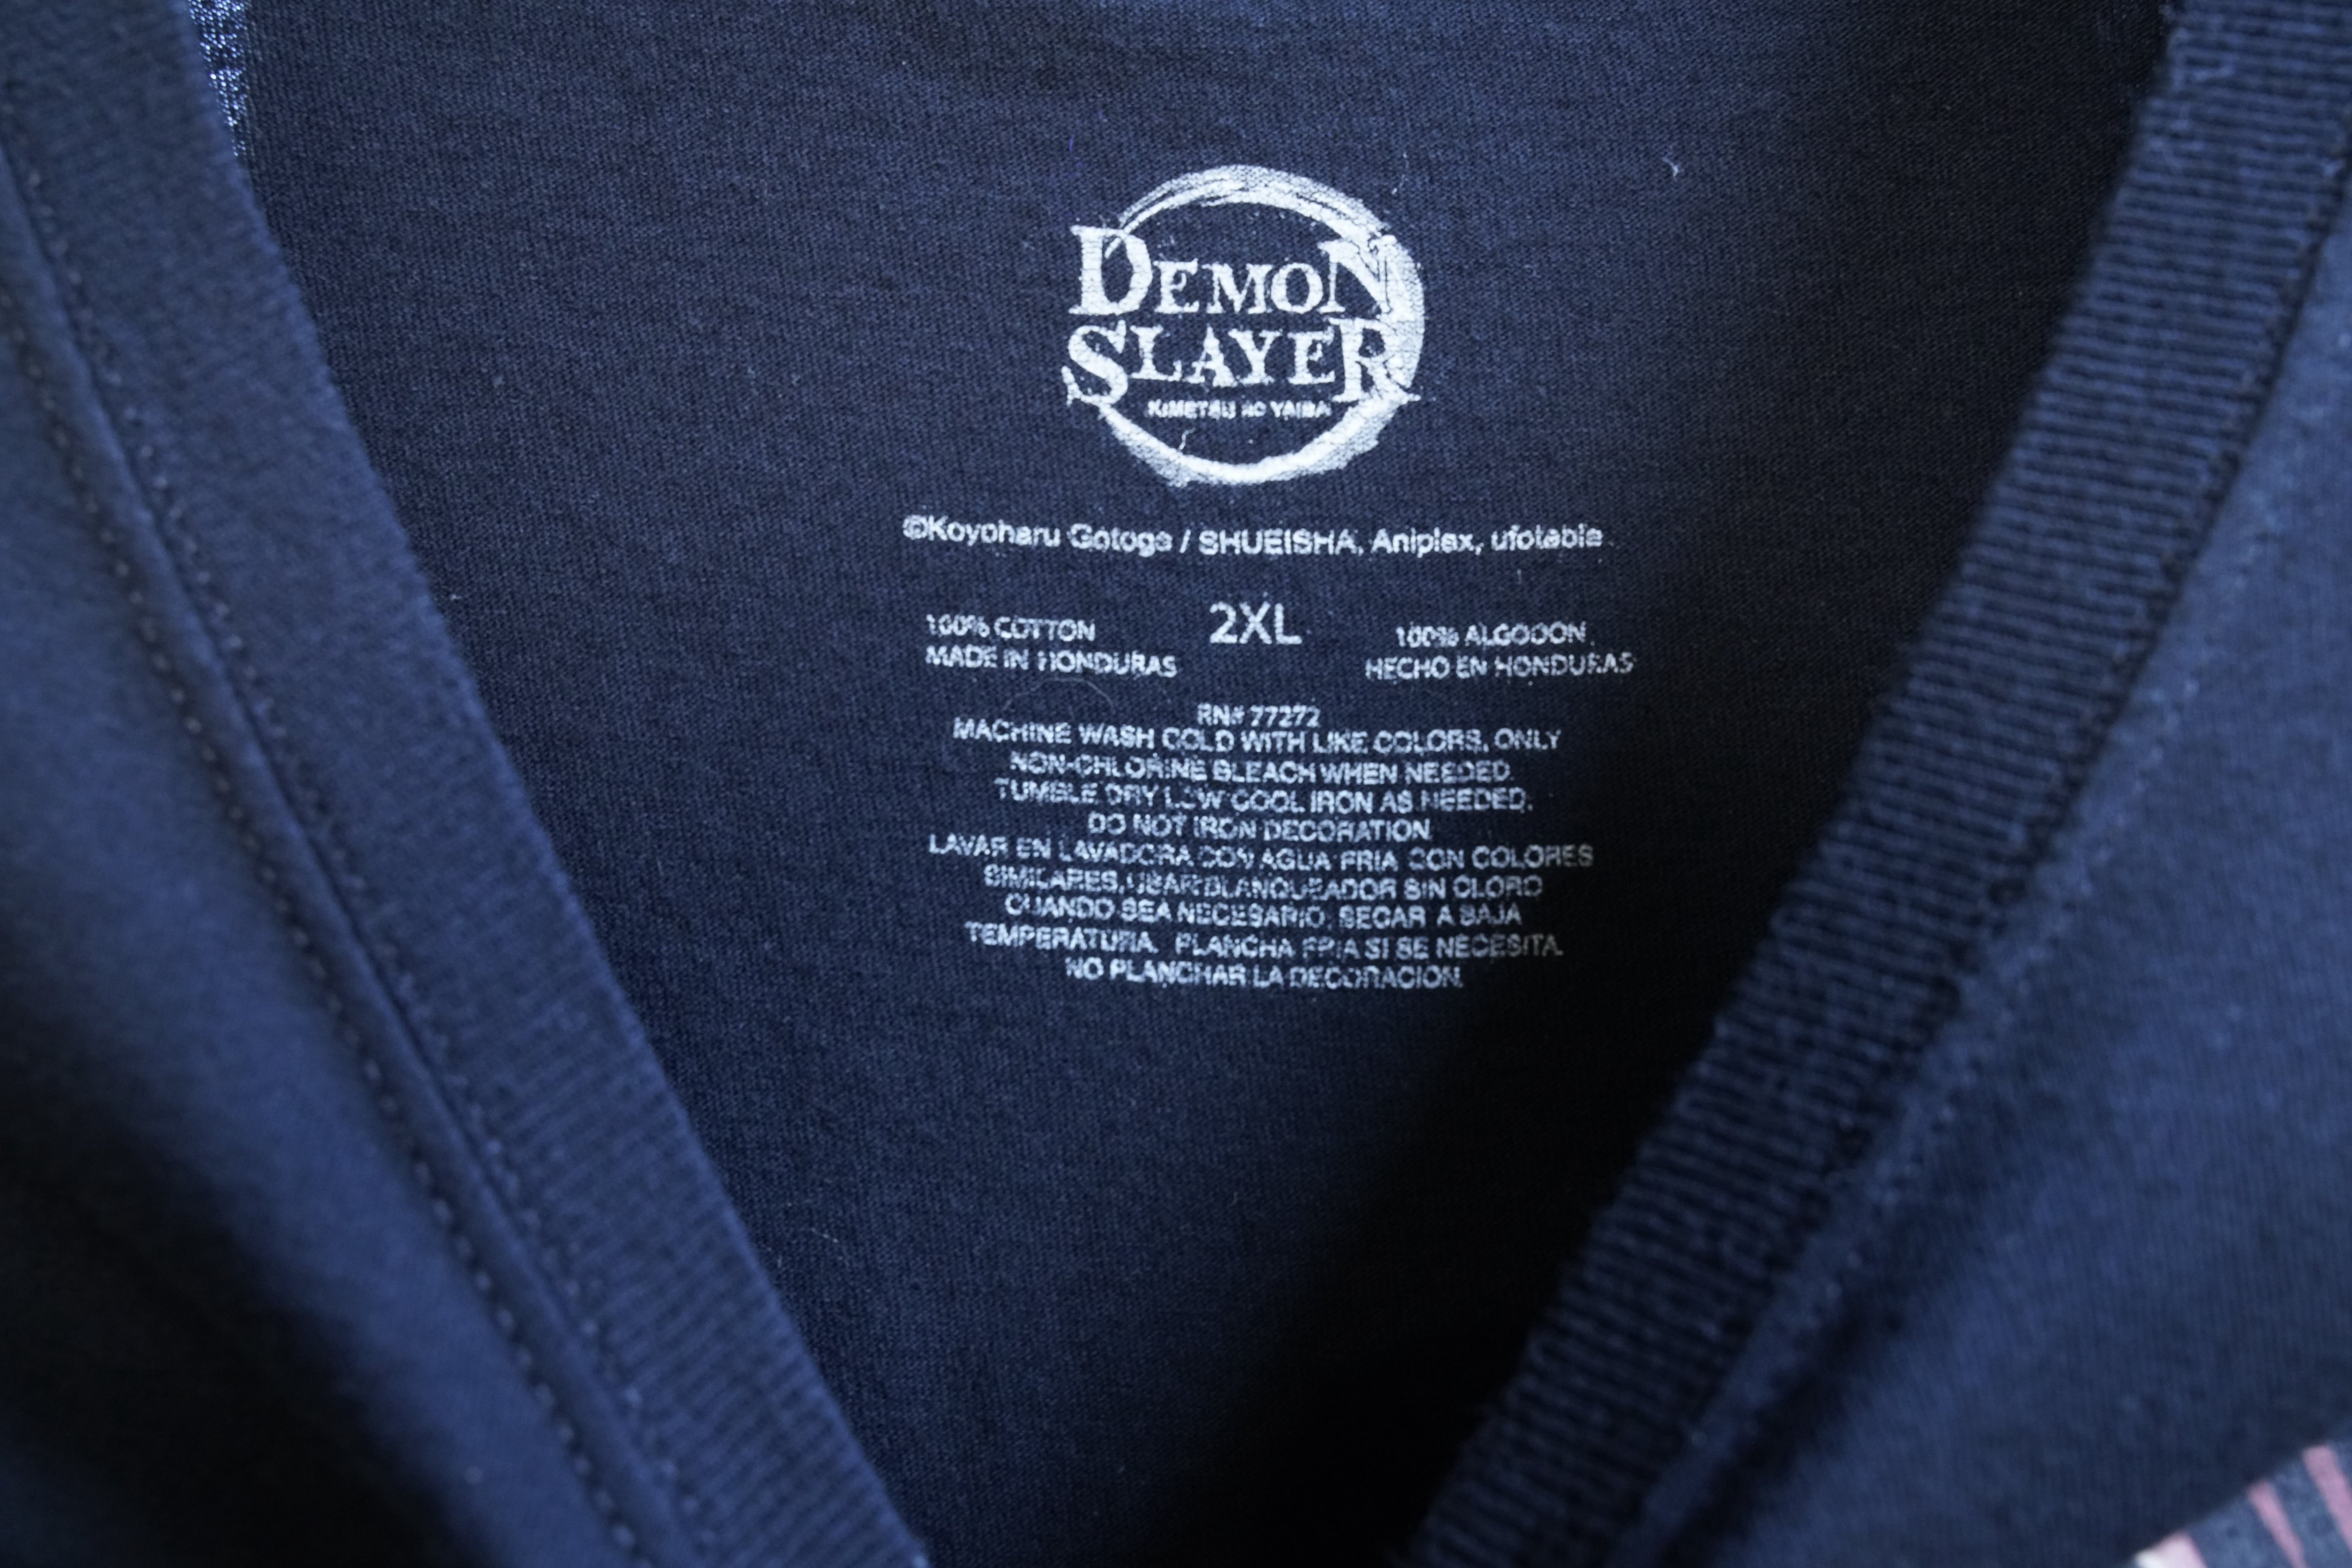 DEMON
SLAYER
KIMETSU NO YAIBA
©Koyoharu Gotoge / SHUEISHA, Aniplex, ufotable
2XL
100% COTTON
MADE IN HONDURAS
100% ALGODON
HECHO EN HONDURAS
RN# 77272
MACHINE WASH COLD WITH LIKE COLORS, ONLY
NON-CHLORINE BLEACH WHEN NEEDED.
TUMBLE DRY LOW COOL IRON AS NEEDED.
DO NOT IRON DECORATION
LAVAR EN LAVADORA CON AGUA FRIA CON COLORES
SIMILARES, USAR BLANQUEADOR SIN CLORO
CUANDO SEA NECESARIO, SECAR A BAJA
TEMPERATURA. PLANCHA FRIA SI SE NECESITA.
NO PLANCHAR LA DECORACION.